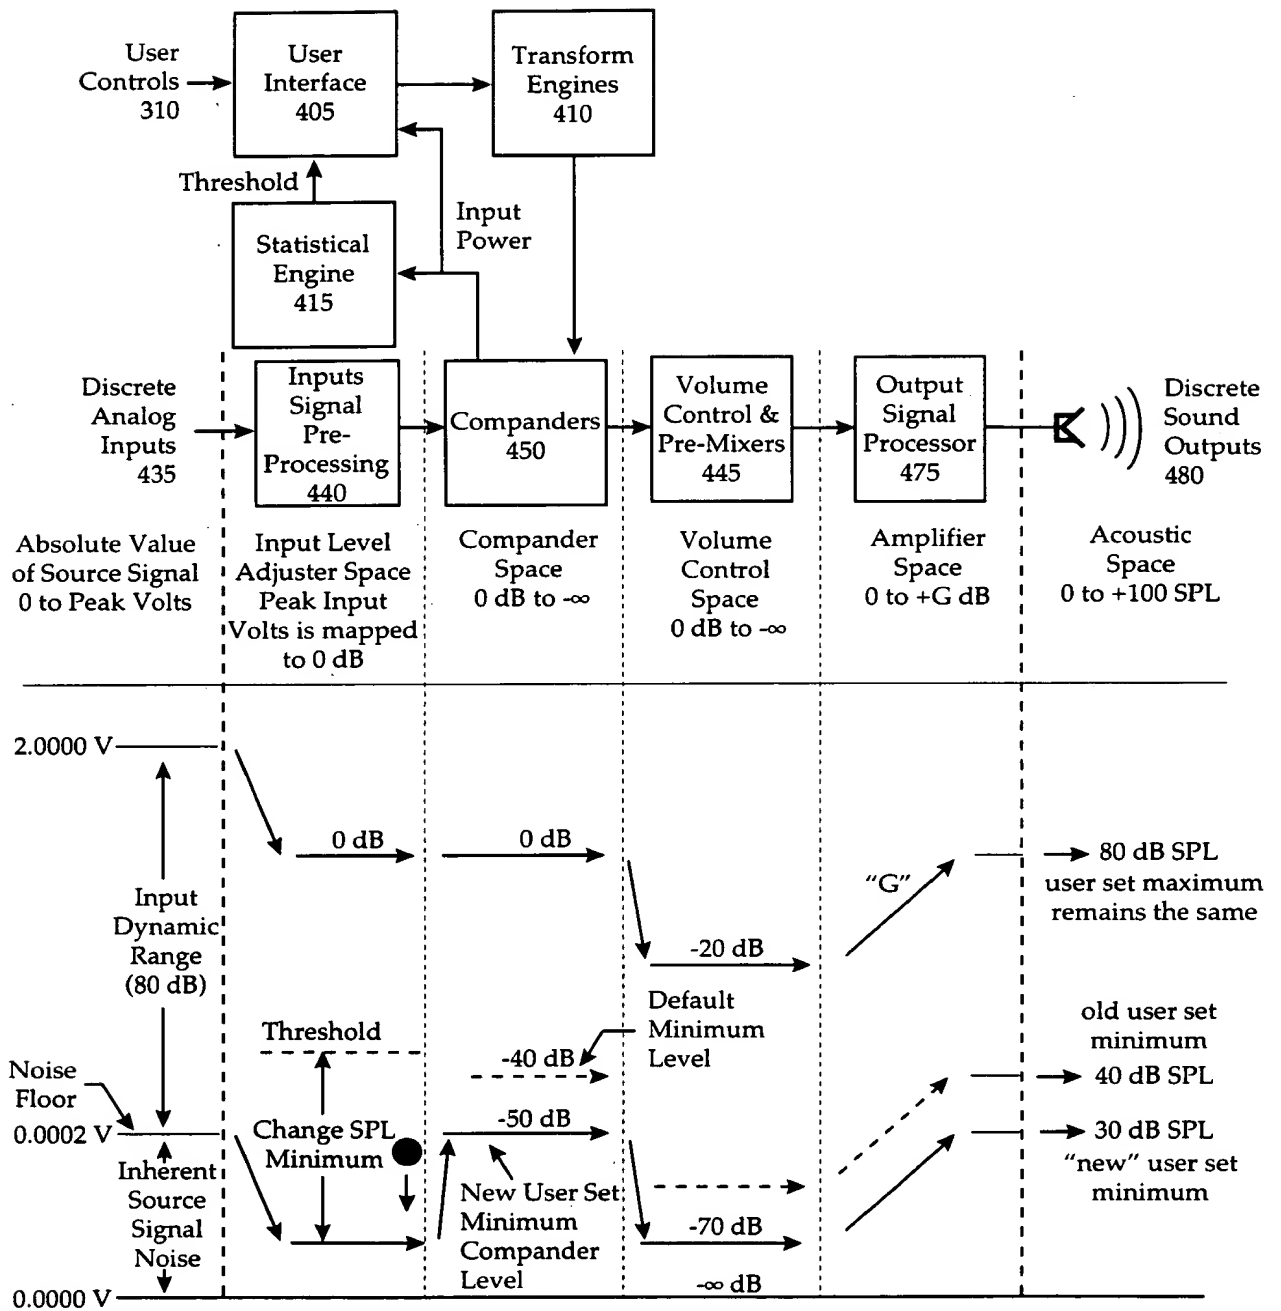 User
Controls
310
User
Interface
405
Transform
Engines
410
Threshold
Input
Power
Statistical
Engine
415
Discrete
Analog
Inputs
435
Inputs
Signal
Pre-
Processing
440
Companders
450
Volume
Control &
Pre-Mixers
445
Output
Signal
Processor
475
Discrete
Sound
Outputs
480
Absolute Value
of Source Signal
0 to Peak Volts
Input Level
Adjuster Space
Peak Input
Volts is mapped
to 0 dB
Compander
Space
0 dB to -∞
Volume
Control
Space
0 dB to -∞
Amplifier
Space
0 to +G dB
Acoustic
Space
0 to +100 SPL
2.0000 V
0 dB
0 dB
"G"
80 dB SPL
user set maximum
remains the same
Input
Dynamic
Range
(80 dB)
-20 dB
Threshold
-40 dB
Default
Minimum
Level
old user set
minimum
40 dB SPL
Noise
Floor
0.0002 V
Change SPL
Minimum
-50 dB
30 dB SPL
"new" user set
minimum
Inherent
Source
Signal
Noise
New User Set
Minimum
Compander
Level
-70 dB
-∞ dB
0.0000 V